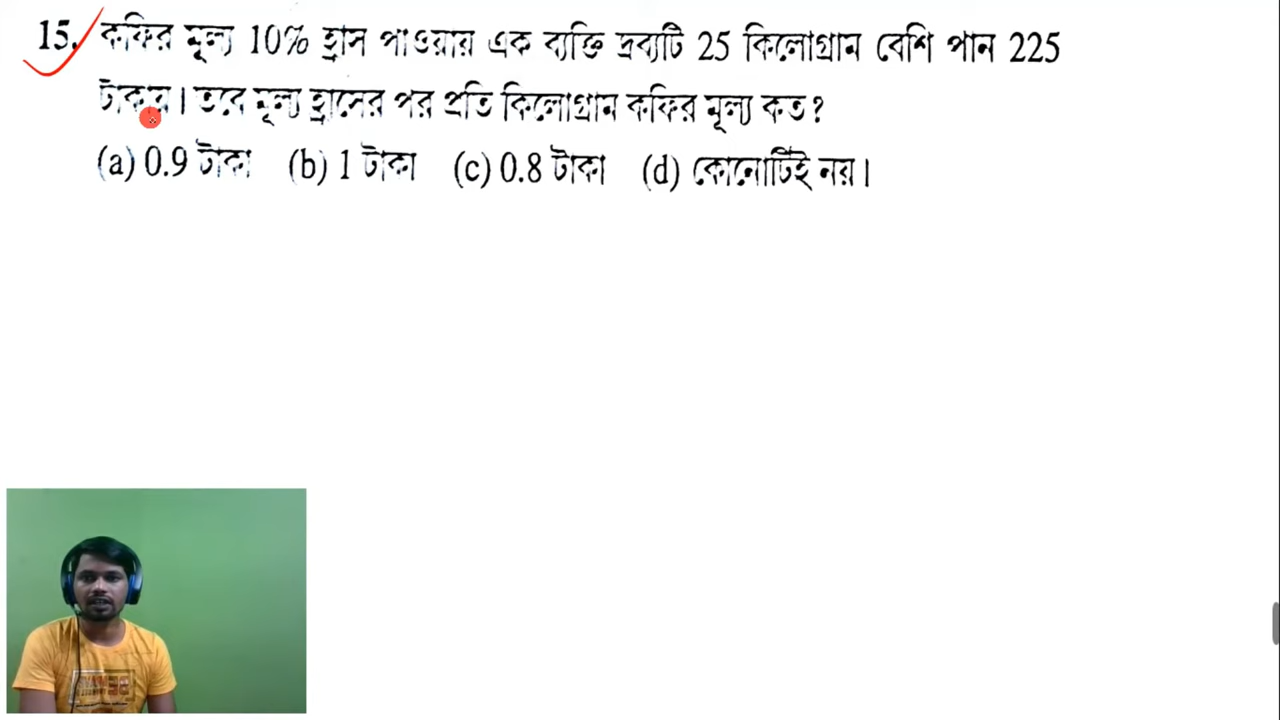 15. কফির মূল্য 10% হ্রাস পাওয়ায় এক ব্যক্তি দ্রব্যটি 25 কিলোগ্রাম বেশি পান 225
টাকায়। তবে মূল্য হ্রাসের পর প্রতি কিলোগ্রাম কফির মূল্য কত?
(a) 0.9 টাকা (b) 1 টাকা (c) 0.8 টাকা (d) কোনোটিই নয়।